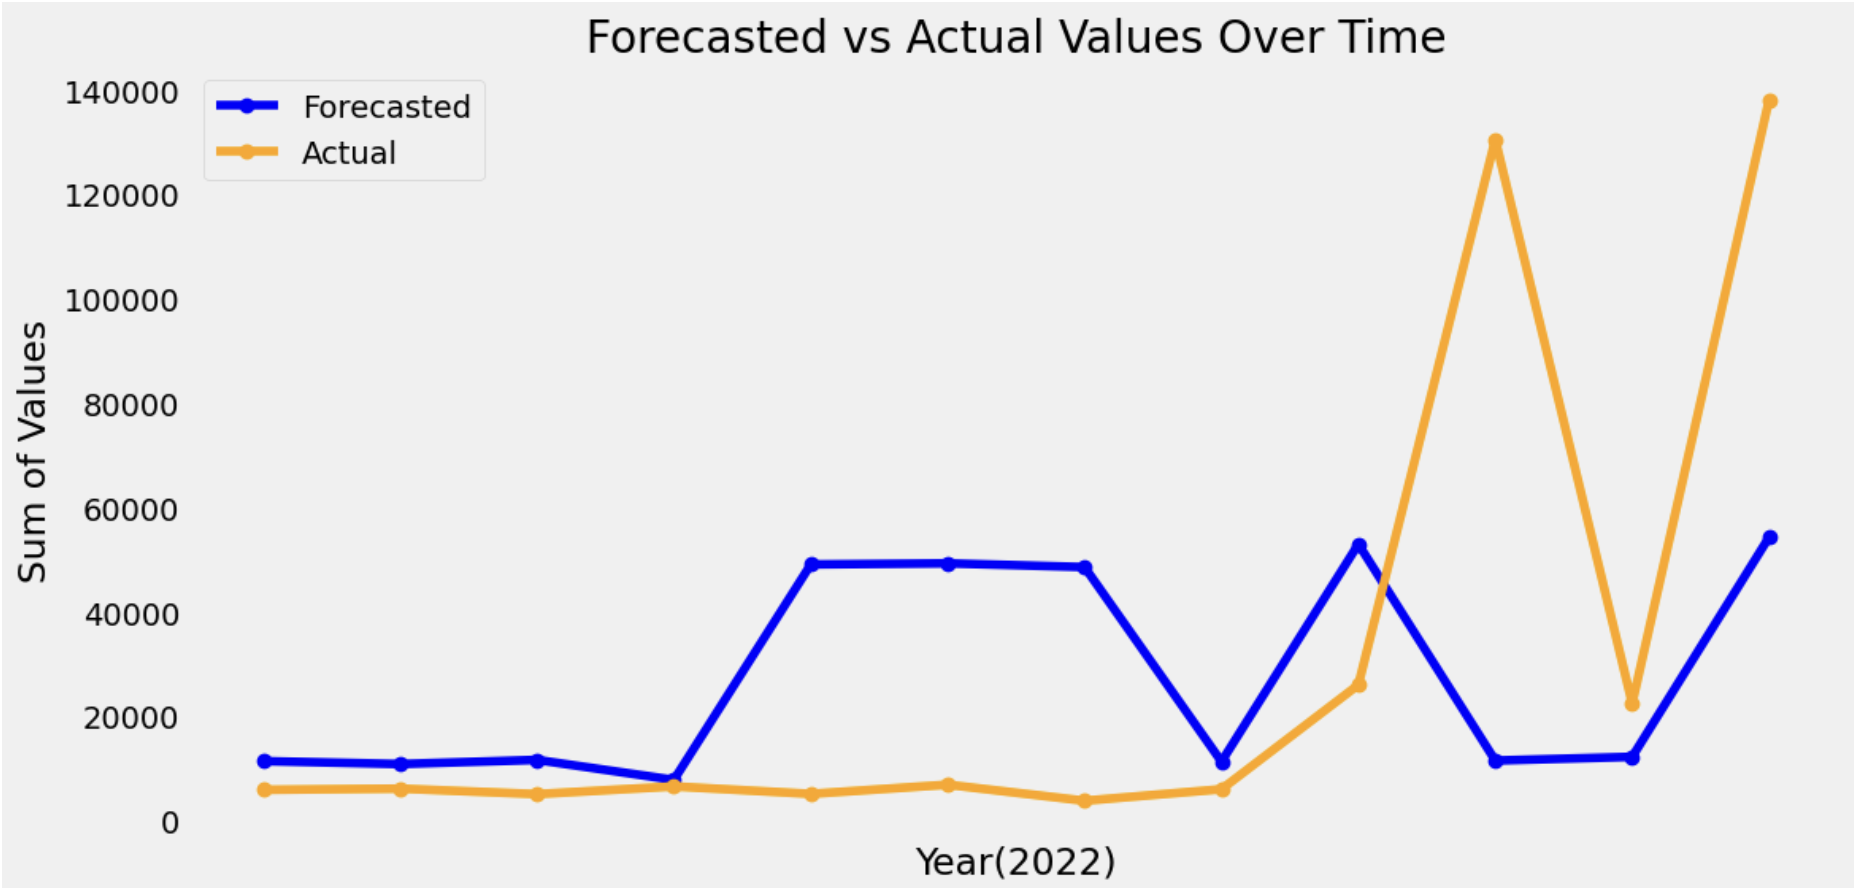 Forecasted vs Actual Values Over Time
Forecasted
Actual
140000
120000
100000
80000
60000
40000
20000
0
Sum of Values
Year(2022)